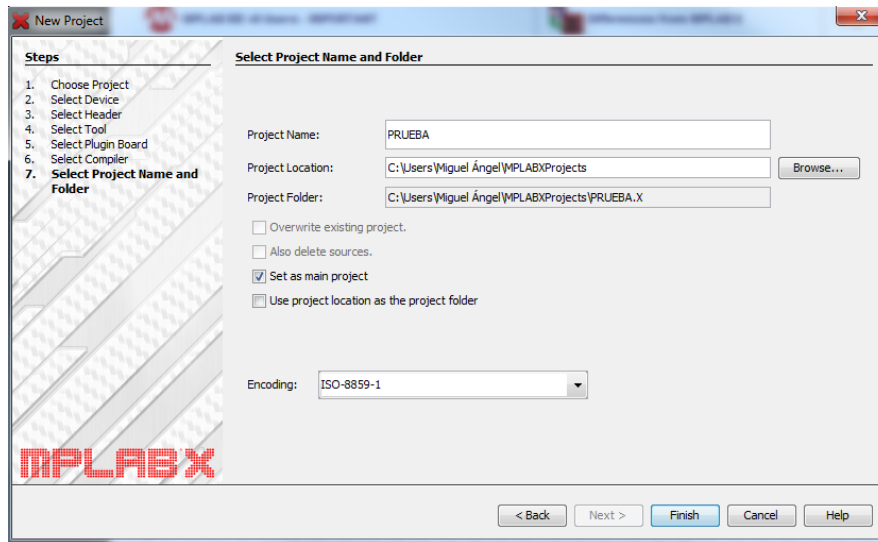 New Project
Steps
1. Choose Project
2. Select Device
3. Select Header
4. Select Tool
5. Select Plugin Board
6. Select Compiler
7. Select Project Name and
Folder
MPLAB X
Select Project Name and Folder
Project Name: PRUEBA
Project Location: C:\Users\Miguel Ángel\MPLABXProjects Browse...
Project Folder: C:\Users\Miguel Ángel\MPLABXProjects\PRUEBA.X
Overwrite existing project.
Also delete sources.
Set as main project
Use project location as the project folder
Encoding: ISO-8859-1
< Back Next > Finish Cancel Help